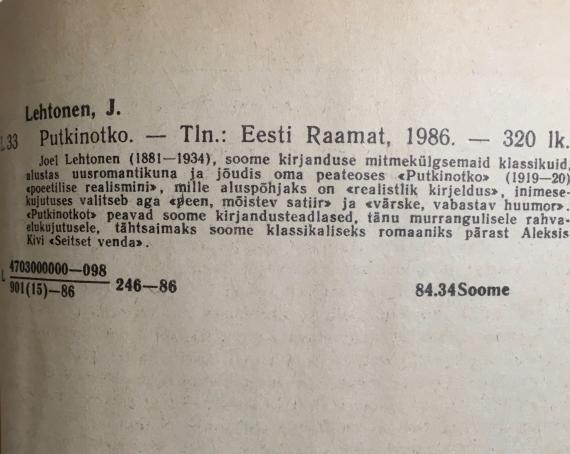 Lehtonen, J.
L33 Putkinotko. — Tln.: Eesti Raamat, 1986. — 320 lk.
Joel Lehtonen (1881—1934), soome kirjanduse mitmekülgsemaid klassikuid,
alustas uusromantikuna ja jõudis oma peateoses «Putkinotko» (1919—20)
«poeetilise realismini», mille aluspõhjaks on «realistlik kirjeldus», inimese-
kujutuses valitseb aga «peen, mõistev satiir» ja «värske, vabastav huumor».
«Putkinotkot» peavad soome kirjandusteadlased, tänu murrangulisele rahva-
elukujutusele, tähtsaimaks soome klassikaliseks romaaniks pärast Aleksis
Kivi «Seitset venda».
L 4703000000—098
901(15)—86 246—86
84.34Soome